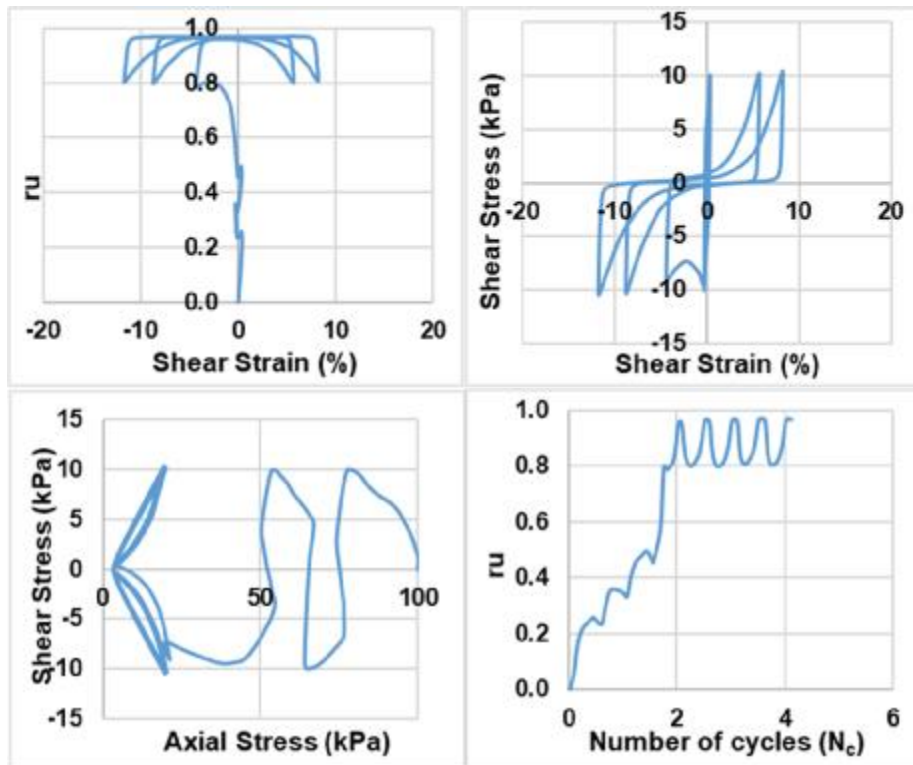 1.0
0.8
0.6
0.4
0.2
0.0
-20 -10 0 10 20
ru
Shear Strain (%)
15
10
5
0
-5
-10
-15
-20 -10 0 10 20
Shear Stress (kPa)
Shear Strain (%)
15
10
5
0
-5
-10
-15
0 50 100
Shear Stress (kPa)
Axial Stress (kPa)
1.0
0.8
0.6
0.4
0.2
0.0
0 2 4 6
ru
Number of cycles (Nc)